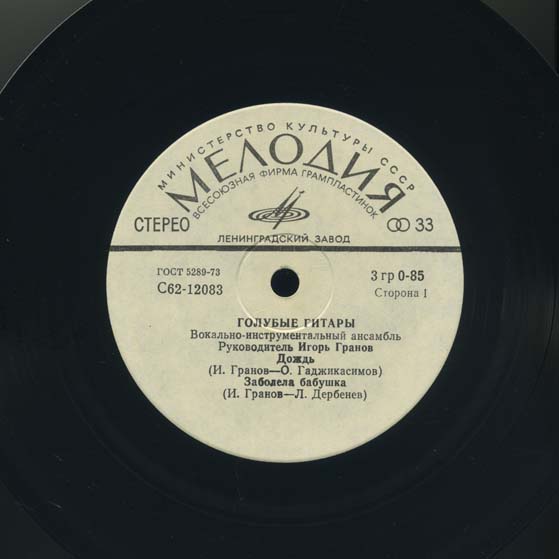 МИНИСТЕРСТВО КУЛЬТУРЫ СССР
МЕЛОДИЯ
ВСЕСОЮЗНАЯ ФИРМА ГРАМПЛАСТИНОК
СТЕРЕО 33
ЛЕНИНГРАДСКИЙ ЗАВОД
ГОСТ 5289-73 3 гр 0-85
С62-12083 Сторона 1
ГОЛУБЫЕ ГИТАРЫ
Вокально-инструментальный ансамбль
Руководитель Игорь Гранов
Дождь
(И. Гранов—О. Гаджикасимов)
Заболела бабушка
(И. Гранов—Л. Дербенев)